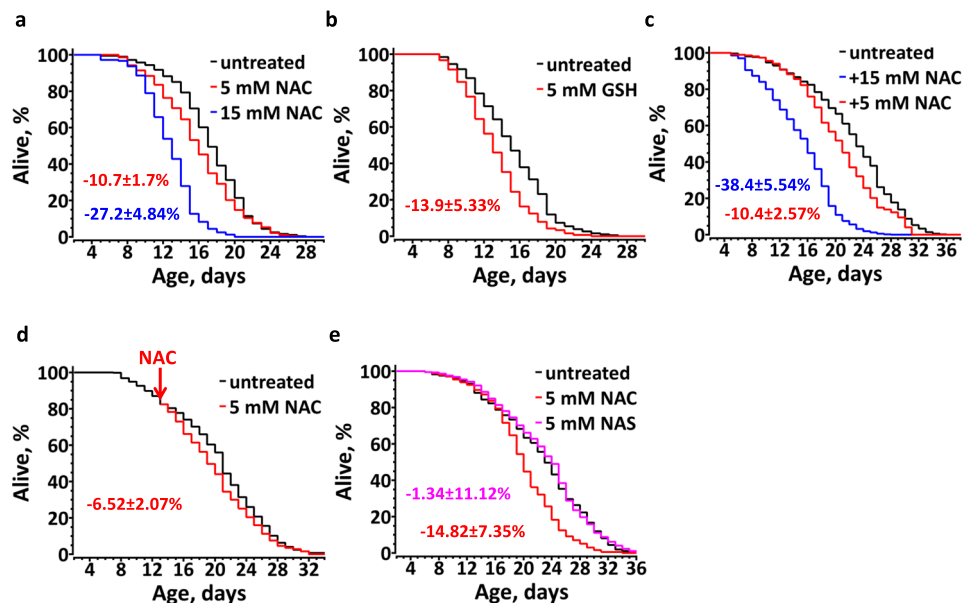 a
untreated
5 mM NAC
15 mM NAC
-10.7±1.7%
-27.2±4.84%
Alive, %
100
80
60
40
20
0
4 8 12 16 20 24 28
Age, days
b
untreated
5 mM GSH
-13.9±5.33%
Alive, %
100
80
60
40
20
0
4 8 12 16 20 24 28
Age, days
c
untreated
+15 mM NAC
+5 mM NAC
-38.4±5.54%
-10.4±2.57%
Alive, %
100
80
60
40
20
0
4 8 12 16 20 24 28 32 36
Age, days
d
NAC
untreated
5 mM NAC
-6.52±2.07%
Alive, %
100
80
60
40
20
0
4 8 12 16 20 24 28 32
Age, days
e
untreated
5 mM NAC
5 mM NAS
-1.34±11.12%
-14.82±7.35%
Alive, %
100
80
60
40
20
0
4 8 12 16 20 24 28 32 36
Age, days